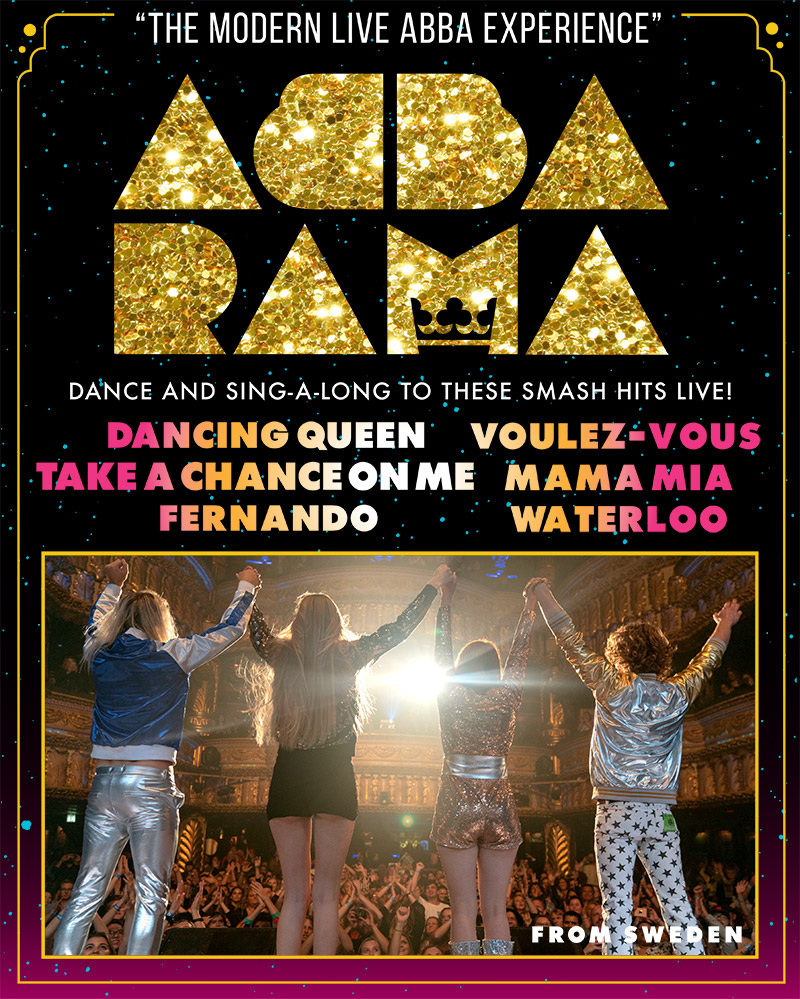 “THE MODERN LIVE ABBA EXPERIENCE”
ABBA
RAMA
DANCE AND SING-A-LONG TO THESE SMASH HITS LIVE!
DANCING QUEEN VOULEZ-VOUS
TAKE A CHANCE ON ME MAMA MIA
FERNANDO WATERLOO
FROM SWEDEN